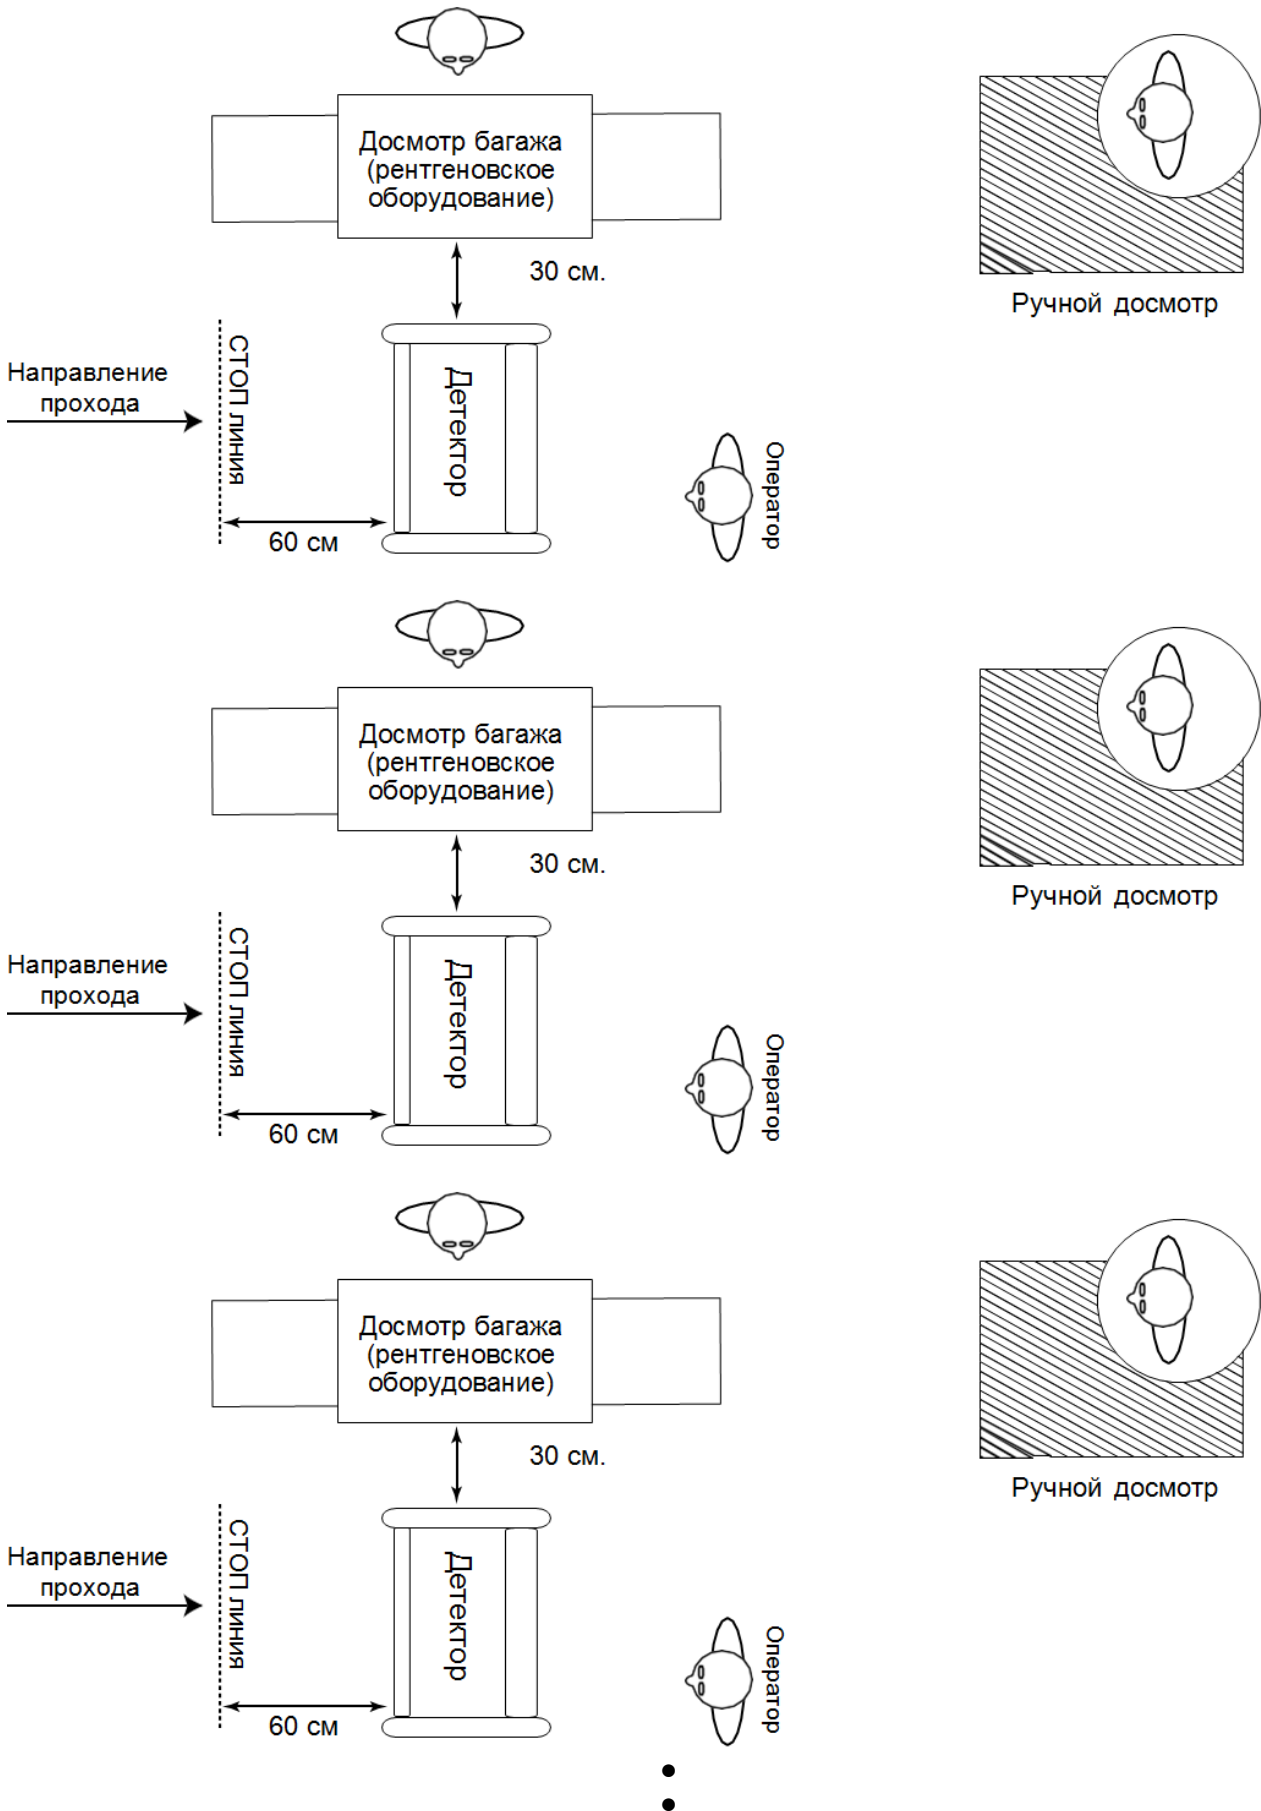 Досмотр багажа
(рентгеновское
оборудование)
30 см.
Ручной досмотр
Направление
прохода
СТОП линия
Детектор
Оператор
60 см
Досмотр багажа
(рентгеновское
оборудование)
30 см.
Ручной досмотр
Направление
прохода
СТОП линия
Детектор
Оператор
60 см
Досмотр багажа
(рентгеновское
оборудование)
30 см.
Ручной досмотр
Направление
прохода
СТОП линия
Детектор
Оператор
60 см